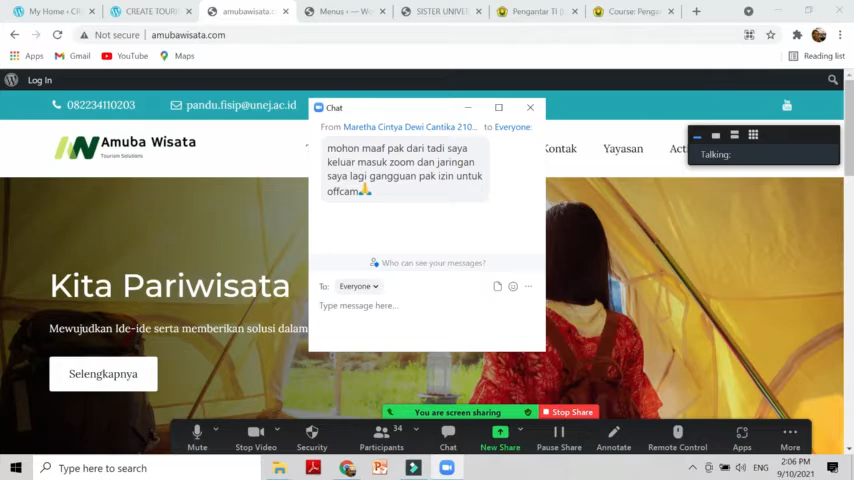 My Home ‹ CR
CREATE TOURI
amubawisata.c
Menus ‹ — W
SISTER UNIVE
Pengantar TI (
Course: Pengan
Not secure
amubawisata.com
Apps
Gmail
YouTube
Maps
Reading list
Log In
082234110203
pandu.fisip@unej.ac.id
Amuba Wisata
Tourism Solutions
Kontak
Yayasan
Chat
From Maretha Cintya Dewi Cantika 210... to Everyone:
mohon maaf pak dari tadi saya
keluar masuk zoom dan jaringan
saya lagi gangguan pak izin untuk
offcam🙏
Who can see your messages?
To:
Everyone
Type message here...
Talking:
Kita Pariwisata
Mewujudkan Ide-ide serta memberikan solusi dalam
Selengkapnya
You are screen sharing
Stop Share
Mute
Stop Video
Security
34
Participants
Chat
New Share
Pause Share
Annotate
Remote Control
Apps
More
Type here to search
ENG
2:06 PM
9/10/2021